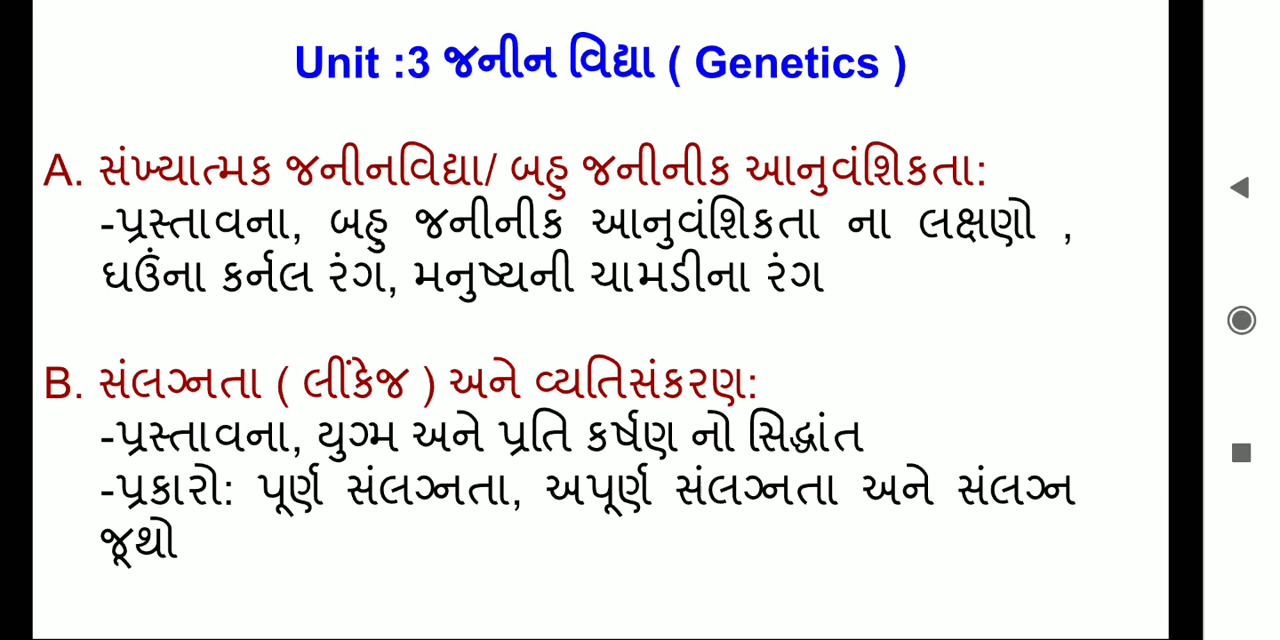 Unit :3 જનીન વિદ્યા ( Genetics )
A. સંખ્યાત્મક જનીનવિદ્યા/ બહુ જનીનીક આનુવંશિકતા:
-પ્રસ્તાવના, બહુ જનીનીક આનુવંશિકતા ના લક્ષણો ,
ઘઉંના કર્નલ રંગ, મનુષ્યની ચામડીના રંગ
B. સંલગ્નતા ( લીંકેજ ) અને વ્યતિસંકરણ:
-પ્રસ્તાવના, યુગ્મ અને પ્રતિ કર્ષણ નો સિદ્ધાંત
-પ્રકારો: પૂર્ણ સંલગ્નતા, અપૂર્ણ સંલગ્નતા અને સંલગ્ન
જૂથો